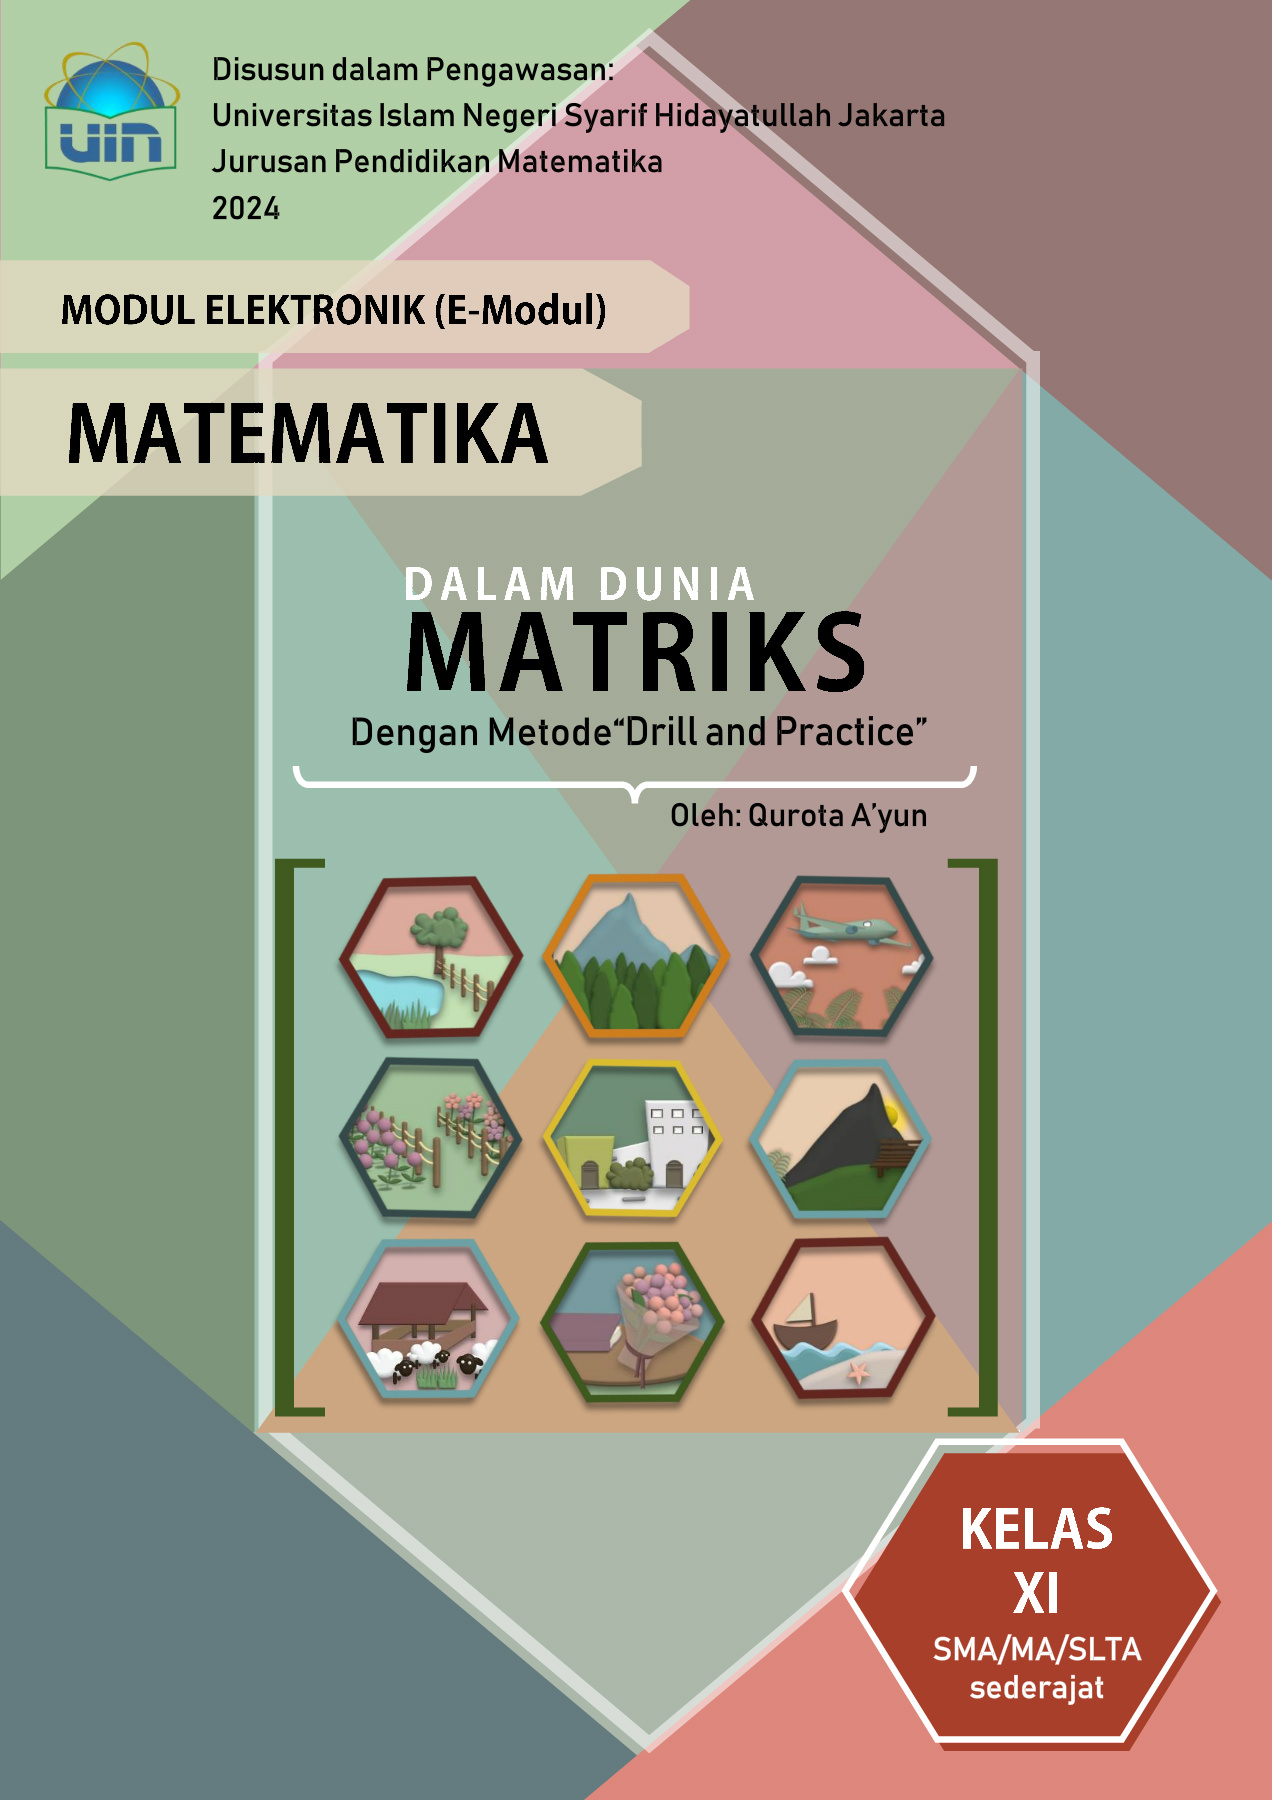 UIN
Disusun dalam Pengawasan:
Universitas Islam Negeri Syarif Hidayatullah Jakarta
Jurusan Pendidikan Matematika
2024
MODUL ELEKTRONIK (E-Modul)
MATEMATIKA
DALAM DUNIA
MATRIKS
Dengan Metode“Drill and Practice”
Oleh: Qurota A’yun
KELAS
XI
SMA/MA/SLTA
sederajat